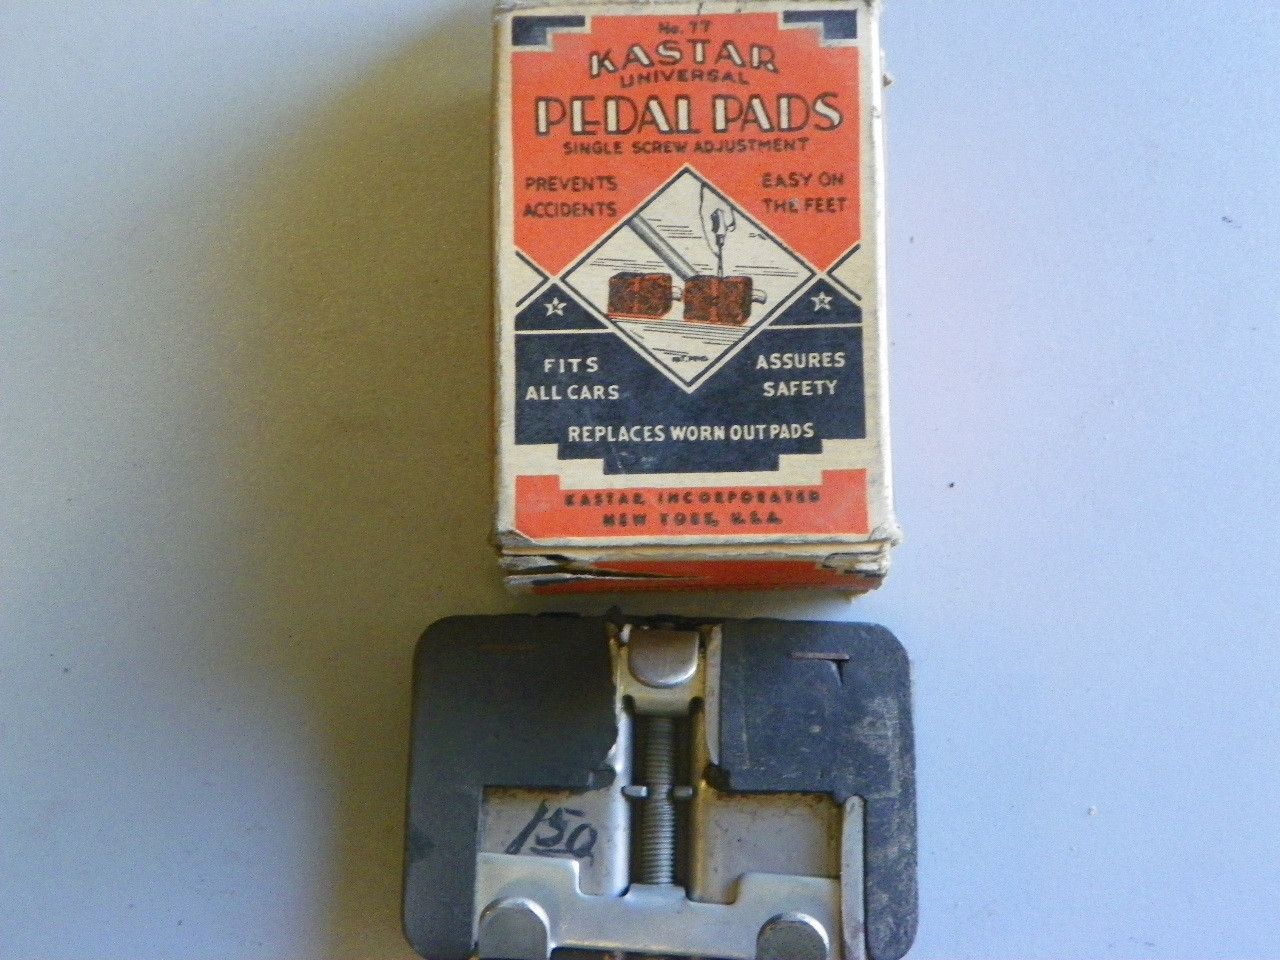 No. 77
KASTAR
UNIVERSAL
PEDAL PADS
SINGLE SCREW ADJUSTMENT
PREVENTS
ACCIDENTS
EASY ON
THE FEET
FITS
ALL CARS
ASSURES
SAFETY
REPLACES WORN OUT PADS
KASTAR INCORPORATED
NEW YORK, U.S.A.
150